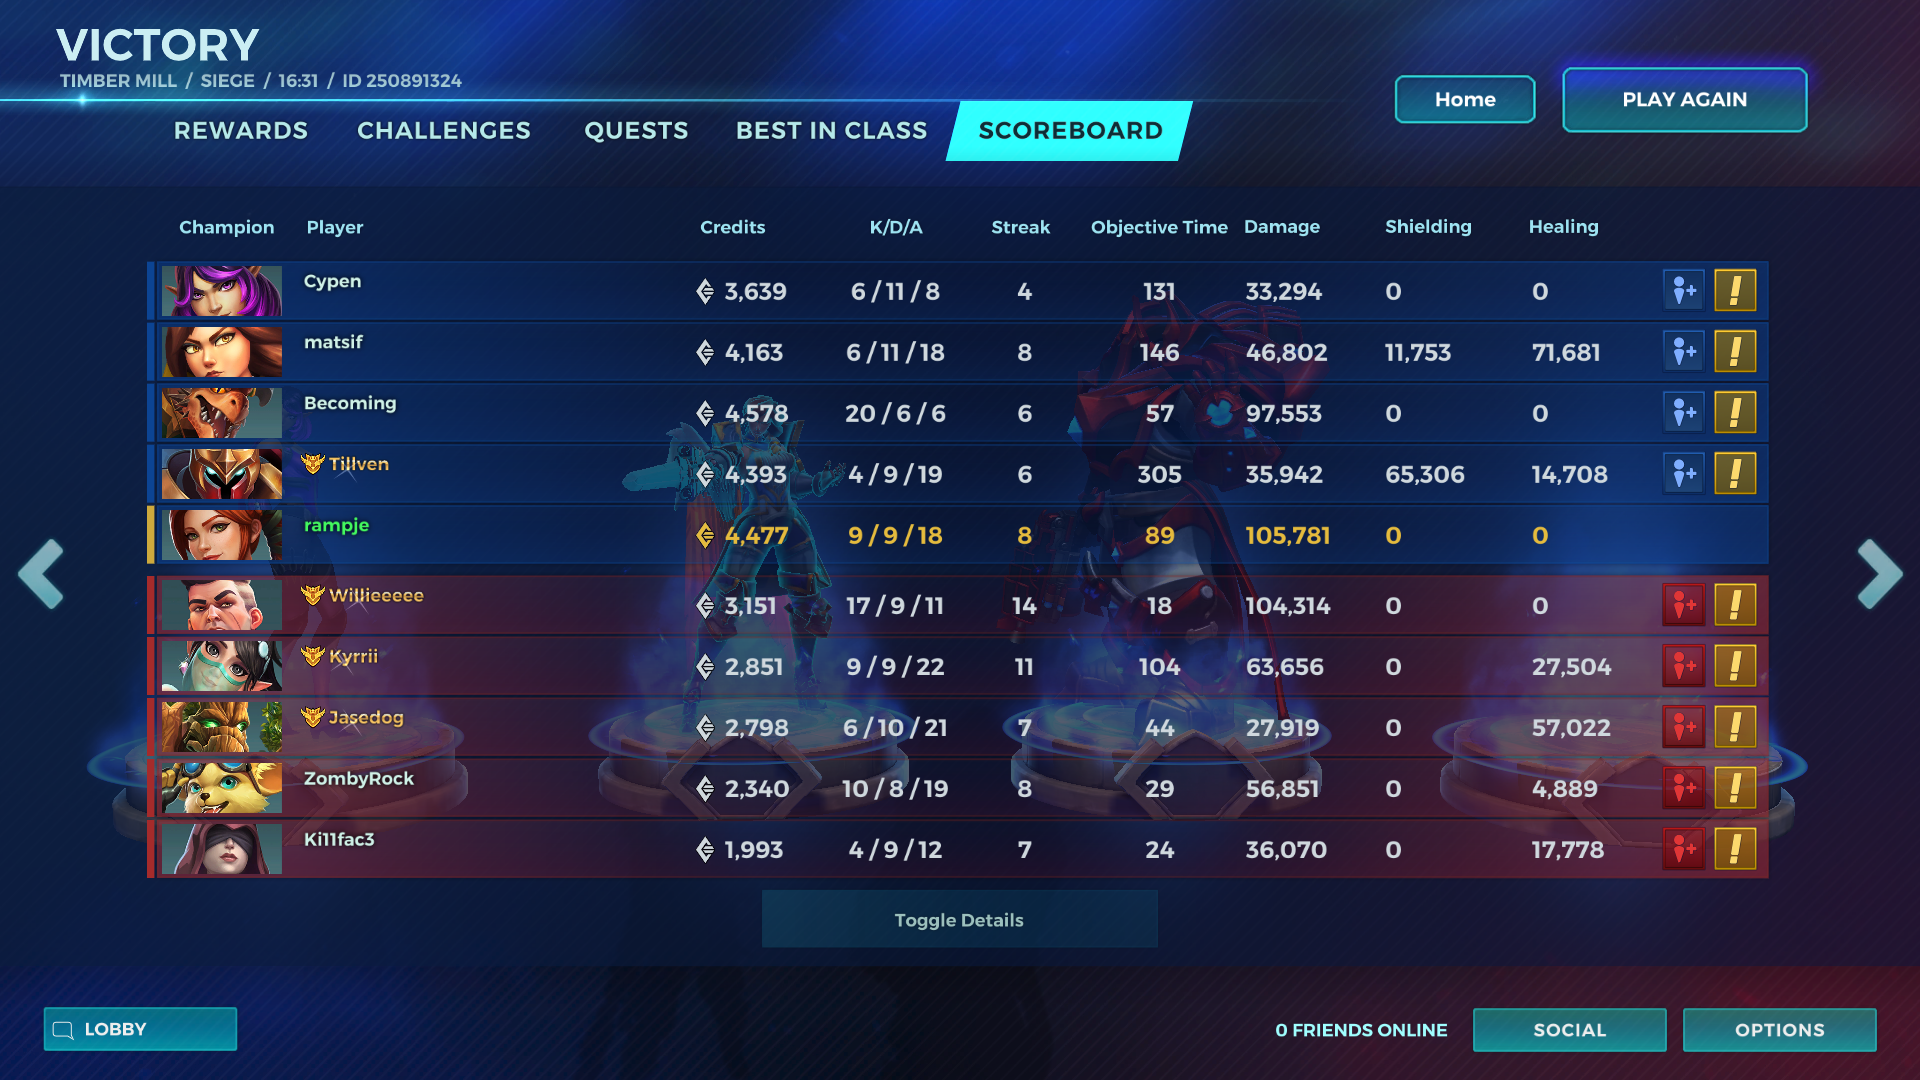 VICTORY
TIMBER MILL / SIEGE / 16:31 / ID 250891324
Home
PLAY AGAIN
REWARDS CHALLENGES QUESTS BEST IN CLASS SCOREBOARD
Champion Player Credits K/D/A Streak Objective Time Damage Shielding Healing
Cypen 3,639 6 / 11 / 8 4 131 33,294 0 0
matsif 4,163 6 / 11 / 18 8 146 46,802 11,753 71,681
Becoming 4,578 20 / 6 / 6 6 57 97,553 0 0
Tillven 4,393 4 / 9 / 19 6 305 35,942 65,306 14,708
rampje 4,477 9 / 9 / 18 8 89 105,781 0 0
Willieeeee 3,151 17 / 9 / 11 14 18 104,314 0 0
Kyrrii 2,851 9 / 9 / 22 11 104 63,656 0 27,504
Jasedog 2,798 6 / 10 / 21 7 44 27,919 0 57,022
ZombyRock 2,340 10 / 8 / 19 8 29 56,851 0 4,889
Ki11fac3 1,993 4 / 9 / 12 7 24 36,070 0 17,778
Toggle Details
LOBBY
0 FRIENDS ONLINE
SOCIAL
OPTIONS